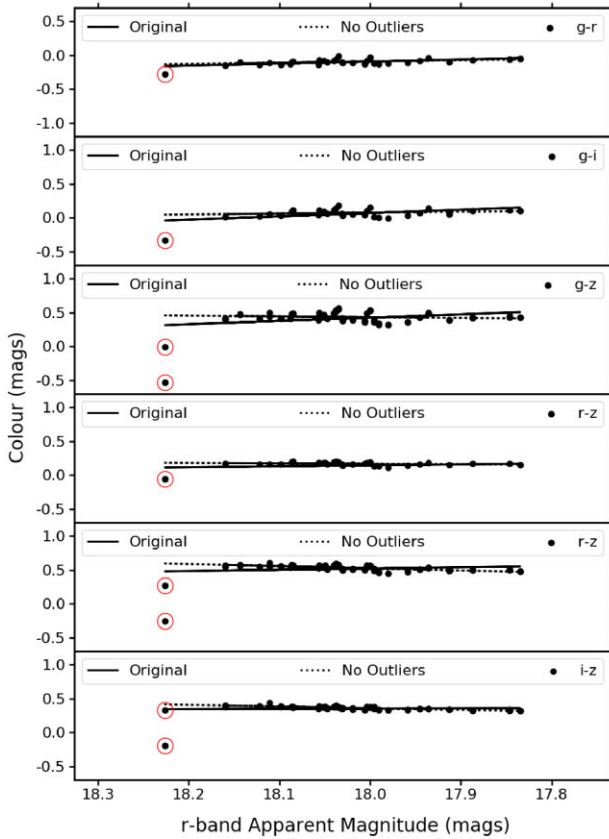 0.5
Original No Outliers g-r
0.0
-0.5
-1.0
1.0
Original No Outliers g-i
0.5
0.0
-0.5
1.0
Original No Outliers g-z
0.5
0.0
-0.5
1.0
Original No Outliers r-z
0.5
0.0
-0.5
1.0
Original No Outliers r-z
0.5
0.0
-0.5
1.0
Original No Outliers i-z
0.5
0.0
-0.5
18.3 18.2 18.1 18.0 17.9 17.8
r-band Apparent Magnitude (mags)
Colour (mags)